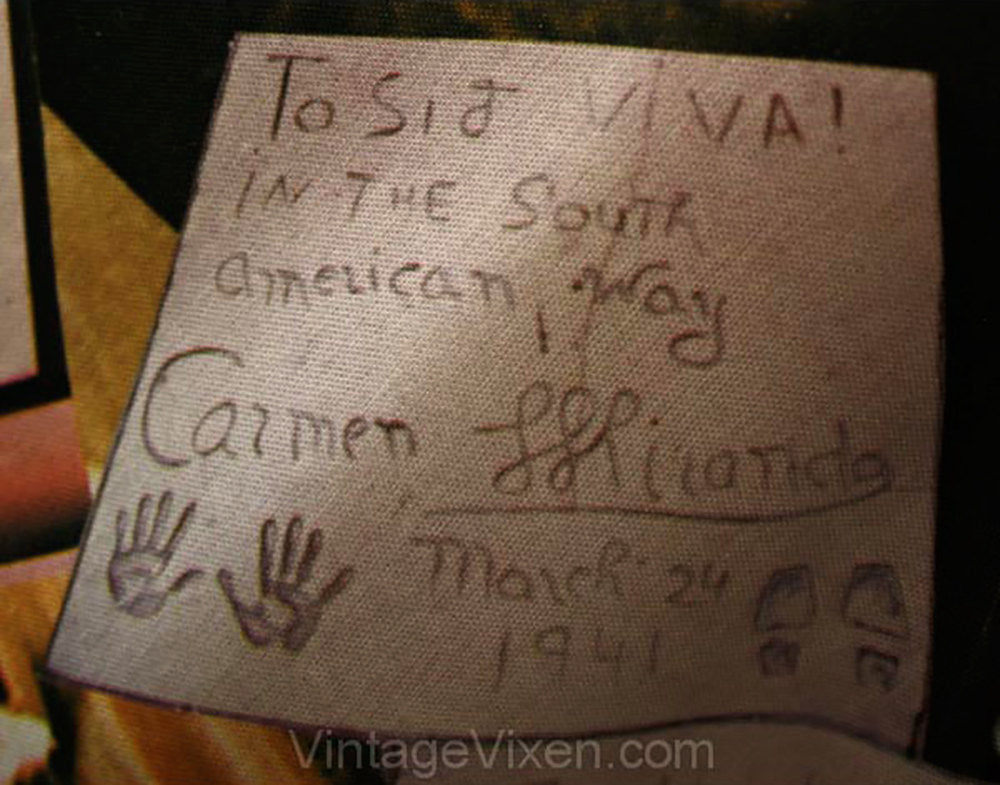 To Sid VIVA!
IN THE South
american way
Carmen Miranda
March 24
1941
VintageVixen.com